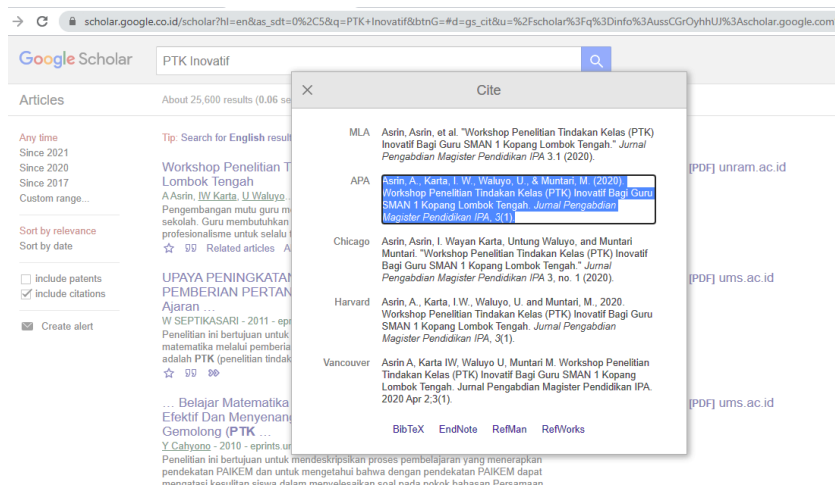 scholar.google.co.id/scholar?hl=en&as_sdt=0%2C5&q=PTK+Inovatif&btnG=#d=gs_cit&u=%2Fscholar%3Fq%3Dinfo%3AussCGrOyhhUJ%3Ascholar.google.com
Google Scholar
PTK Inovatif
Articles
About 25,600 results (0.06 se
Any time
Since 2021
Since 2020
Since 2017
Custom range...
Sort by relevance
Sort by date
include patents
include citations
Create alert
Tip: Search for English result
Workshop Penelitian T
Lombok Tengah
A Asrin, IW Karta, U Waluyo...
Pengembangan mutu guru m
sekolah. Guru membutuhkan
profesionalisme untuk selalu
Related articles A
[PDF] unram.ac.id
UPAYA PENINGKATAN
PEMBERIAN PERTAN
Ajaran ...
W SEPTIKASARI - 2011 - epr
Penelitian ini bertujuan untuk
matematika melalui pemberia
adalah PTK (penelitian tindak
[PDF] ums.ac.id
... Belajar Matematika
Efektif Dan Menyenang
Gemolong (PTK ...
Y Cahyono - 2010 - eprints.ur
Penelitian ini bertujuan untuk mendeskripsikan proses pembelajaran yang menerapkan
pendekatan PAIKEM dan untuk mengetahui bahwa dengan pendekatan PAIKEM dapat
mengatasi kesulitan siswa dalam menyelesaikan soal pada pokok bahasan Persamaan
[PDF] ums.ac.id
Cite
MLA Asrin, Asrin, et al. "Workshop Penelitian Tindakan Kelas (PTK)
Inovatif Bagi Guru SMAN 1 Kopang Lombok Tengah." Jurnal
Pengabdian Magister Pendidikan IPA 3.1 (2020).
APA Asrin, A., Karta, I. W., Waluyo, U., & Muntari, M. (2020).
Workshop Penelitian Tindakan Kelas (PTK) Inovatif Bagi Guru
SMAN 1 Kopang Lombok Tengah. Jurnal Pengabdian
Magister Pendidikan IPA, 3(1).
Chicago Asrin, Asrin, I. Wayan Karta, Untung Waluyo, and Muntari
Muntari. "Workshop Penelitian Tindakan Kelas (PTK) Inovatif
Bagi Guru SMAN 1 Kopang Lombok Tengah." Jurnal
Pengabdian Magister Pendidikan IPA 3, no. 1 (2020).
Harvard Asrin, A., Karta, I.W., Waluyo, U. and Muntari, M., 2020.
Workshop Penelitian Tindakan Kelas (PTK) Inovatif Bagi Guru
SMAN 1 Kopang Lombok Tengah. Jurnal Pengabdian
Magister Pendidikan IPA, 3(1).
Vancouver Asrin A, Karta IW, Waluyo U, Muntari M. Workshop Penelitian
Tindakan Kelas (PTK) Inovatif Bagi Guru SMAN 1 Kopang
Lombok Tengah. Jurnal Pengabdian Magister Pendidikan IPA.
2020 Apr 2;3(1).
BibTeX EndNote RefMan RefWorks